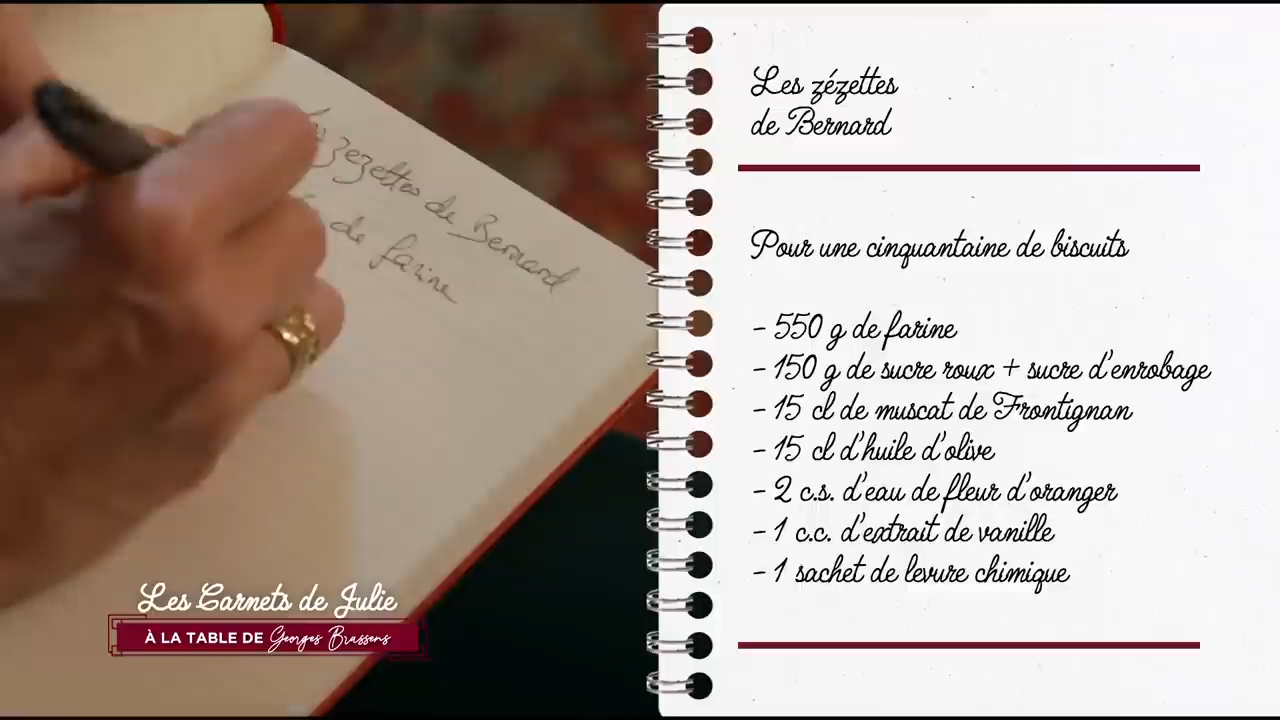 Les zézettes
de Bernard
Pour une cinquantaine de biscuits
- 550 g de farine
- 150 g de sucre roux + sucre d'enrobage
- 15 cl de muscat de Frontignan
- 15 cl d'huile d'olive
- 2 c.s. d'eau de fleur d'oranger
- 1 c.c. d'extrait de vanille
- 1 sachet de levure chimique
zezettes de Bernard
de farine
Les Carnets de Julie
À LA TABLE DE Georges Brassens